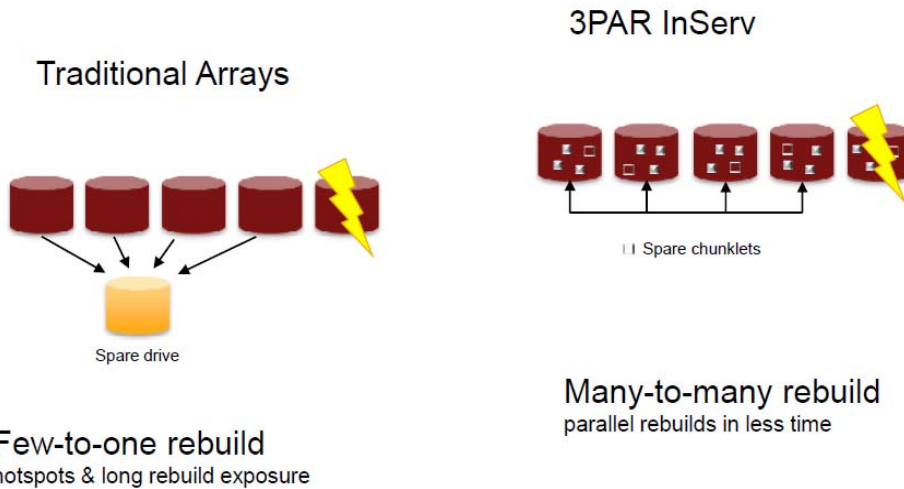 Traditional Arrays
Spare drive
Few-to-one rebuild
hotspots & long rebuild exposure
3PAR InServ
Spare chunklets
Many-to-many rebuild
parallel rebuilds in less time